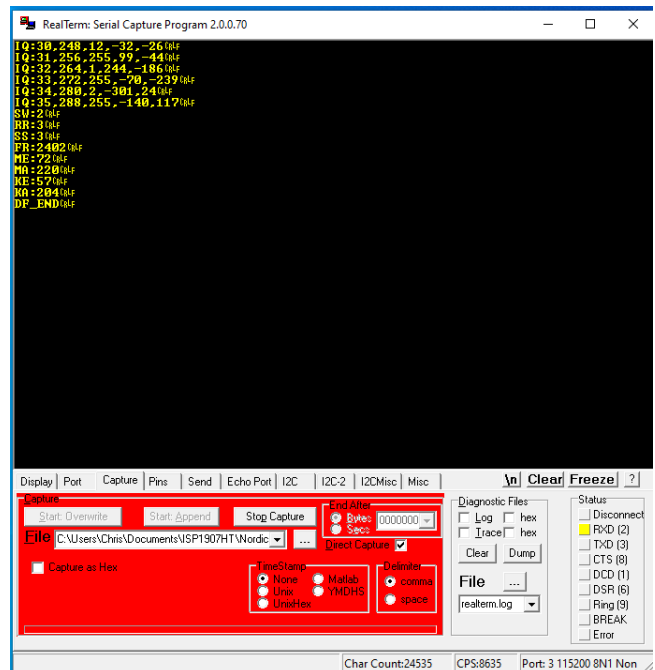 RealTerm: Serial Capture Program 2.0.0.70
IQ:30,248,12,-32,-26CRLF
IQ:31,256,255,99,-44CRLF
IQ:32,264,1,244,-186CRLF
IQ:33,272,255,-70,-239CRLF
IQ:34,280,2,-301,24CRLF
IQ:35,288,255,-140,117CRLF
SW:2CRLF
RR:3CRLF
SS:3CRLF
FR:2402CRLF
ME:72CRLF
MA:220CRLF
KE:57CRLF
KA:204CRLF
DF_ENDCRLF
Display Port Capture Pins Send Echo Port I2C I2C-2 I2CMisc Misc \n Clear Freeze ?
Capture
Start: Overwrite Start: Append Stop Capture
End After
Bytes
Secs
0000000
File C:\Users\Chris\Documents\ISP1907HT\Nordic ...
Direct Capture
Capture as Hex
TimeStamp
None Matlab
Unix YMDHS
UnixHex
Delimiter
comma
space
Diagnostic Files
Log hex
Trace hex
Clear Dump
File ...
realterm.log
Status
Disconnect
RXD (2)
TXD (3)
CTS (8)
DCD (1)
DSR (6)
Ring (9)
BREAK
Error
Char Count:24535 CPS:8635 Port: 3 115200 8N1 Non